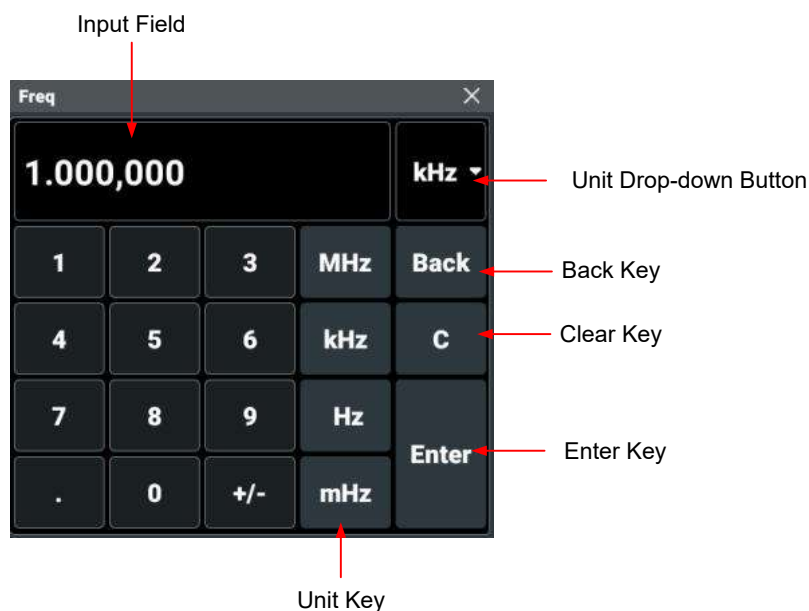 Input Field
Freq
1.000,000 kHz
Unit Drop-down Button
1 2 3 MHz Back
Back Key
4 5 6 kHz C
Clear Key
7 8 9 Hz
Enter
Enter Key
. 0 +/- mHz
Unit Key